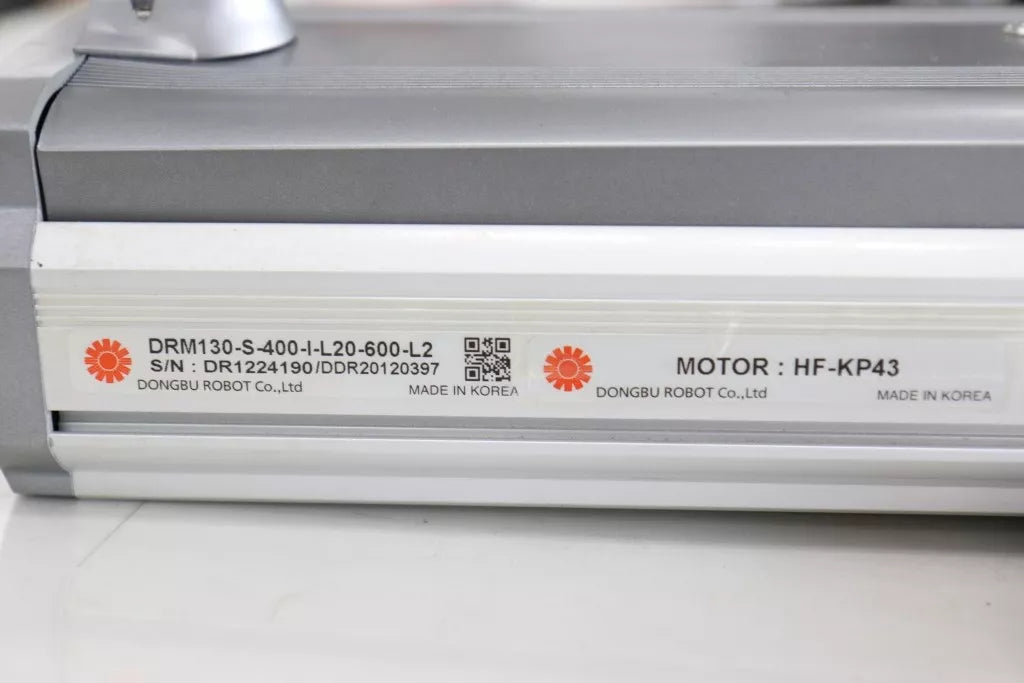 DRM130-S-400-I-L20-600-L2
S/N : DR1224190/DDR20120397
DONGBU ROBOT Co.,Ltd
MADE IN KOREA
MOTOR : HF-KP43
DONGBU ROBOT Co.,Ltd
MADE IN KOREA